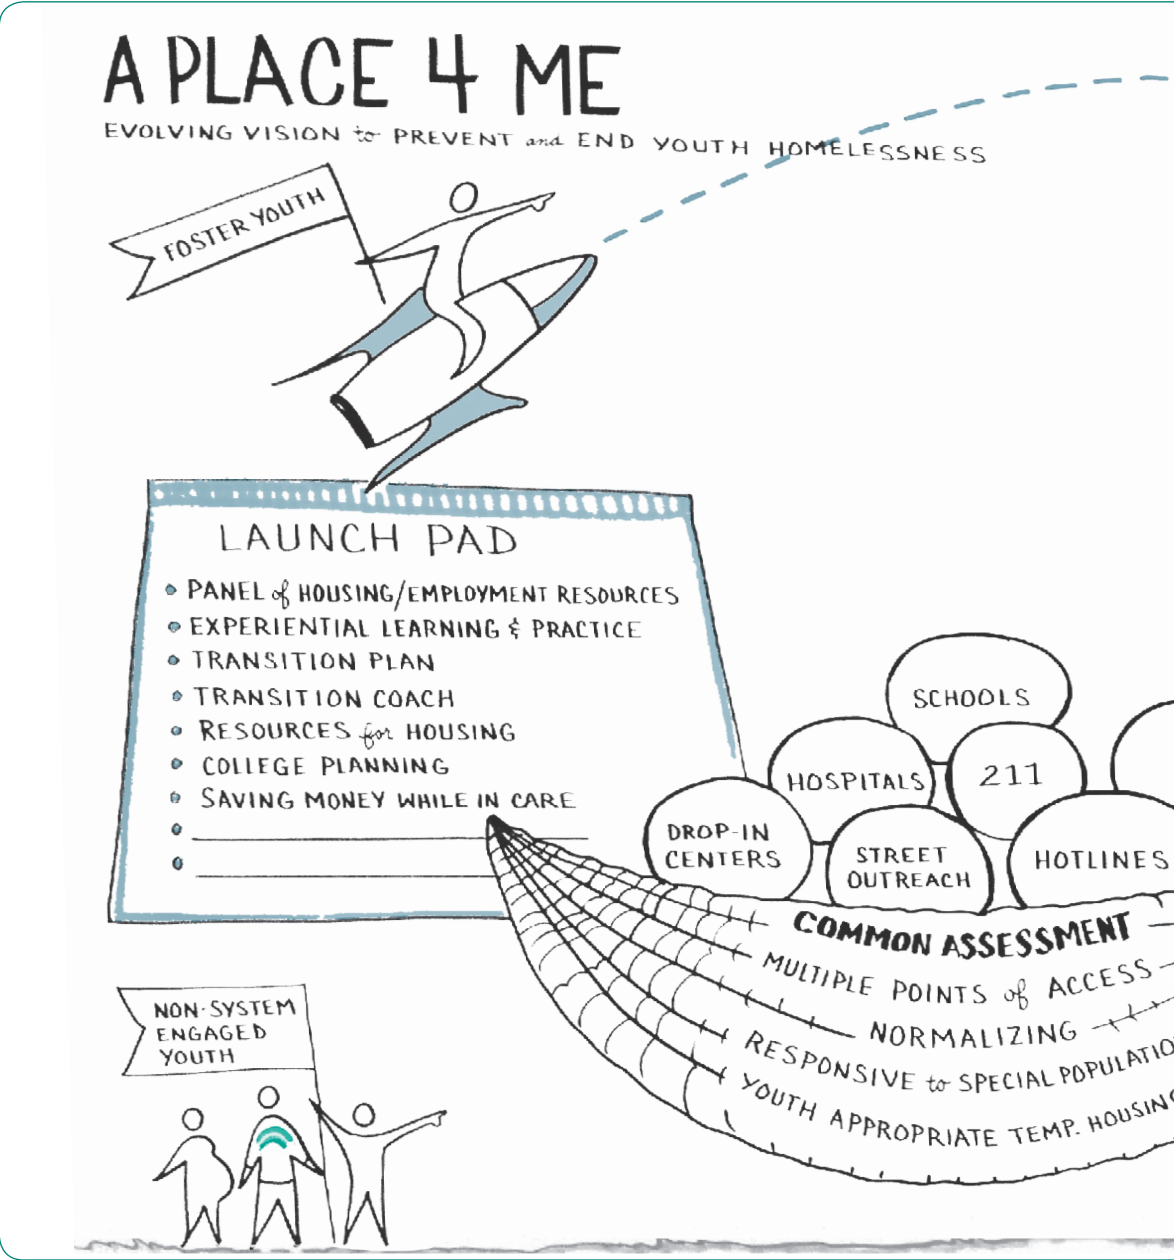 A PLACE 4 ME
EVOLVING VISION to PREVENT and END YOUTH HOMELESSNESS
FOSTER YOUTH
LAUNCH PAD
PANEL of HOUSING/EMPLOYMENT RESOURCES
EXPERIENTIAL LEARNING & PRACTICE
TRANSITION PLAN
TRANSITION COACH
RESOURCES for HOUSING
COLLEGE PLANNING
SAVING MONEY WHILE IN CARE
SCHOOLS
HOSPITALS
211
DROP-IN
CENTERS
STREET
OUTREACH
HOTLINES
COMMON ASSESSMENT
MULTIPLE POINTS of ACCESS
NORMALIZING
RESPONSIVE to SPECIAL POPULATIO
YOUTH APPROPRIATE TEMP. HOUSING
NON-SYSTEM
ENGAGED
YOUTH